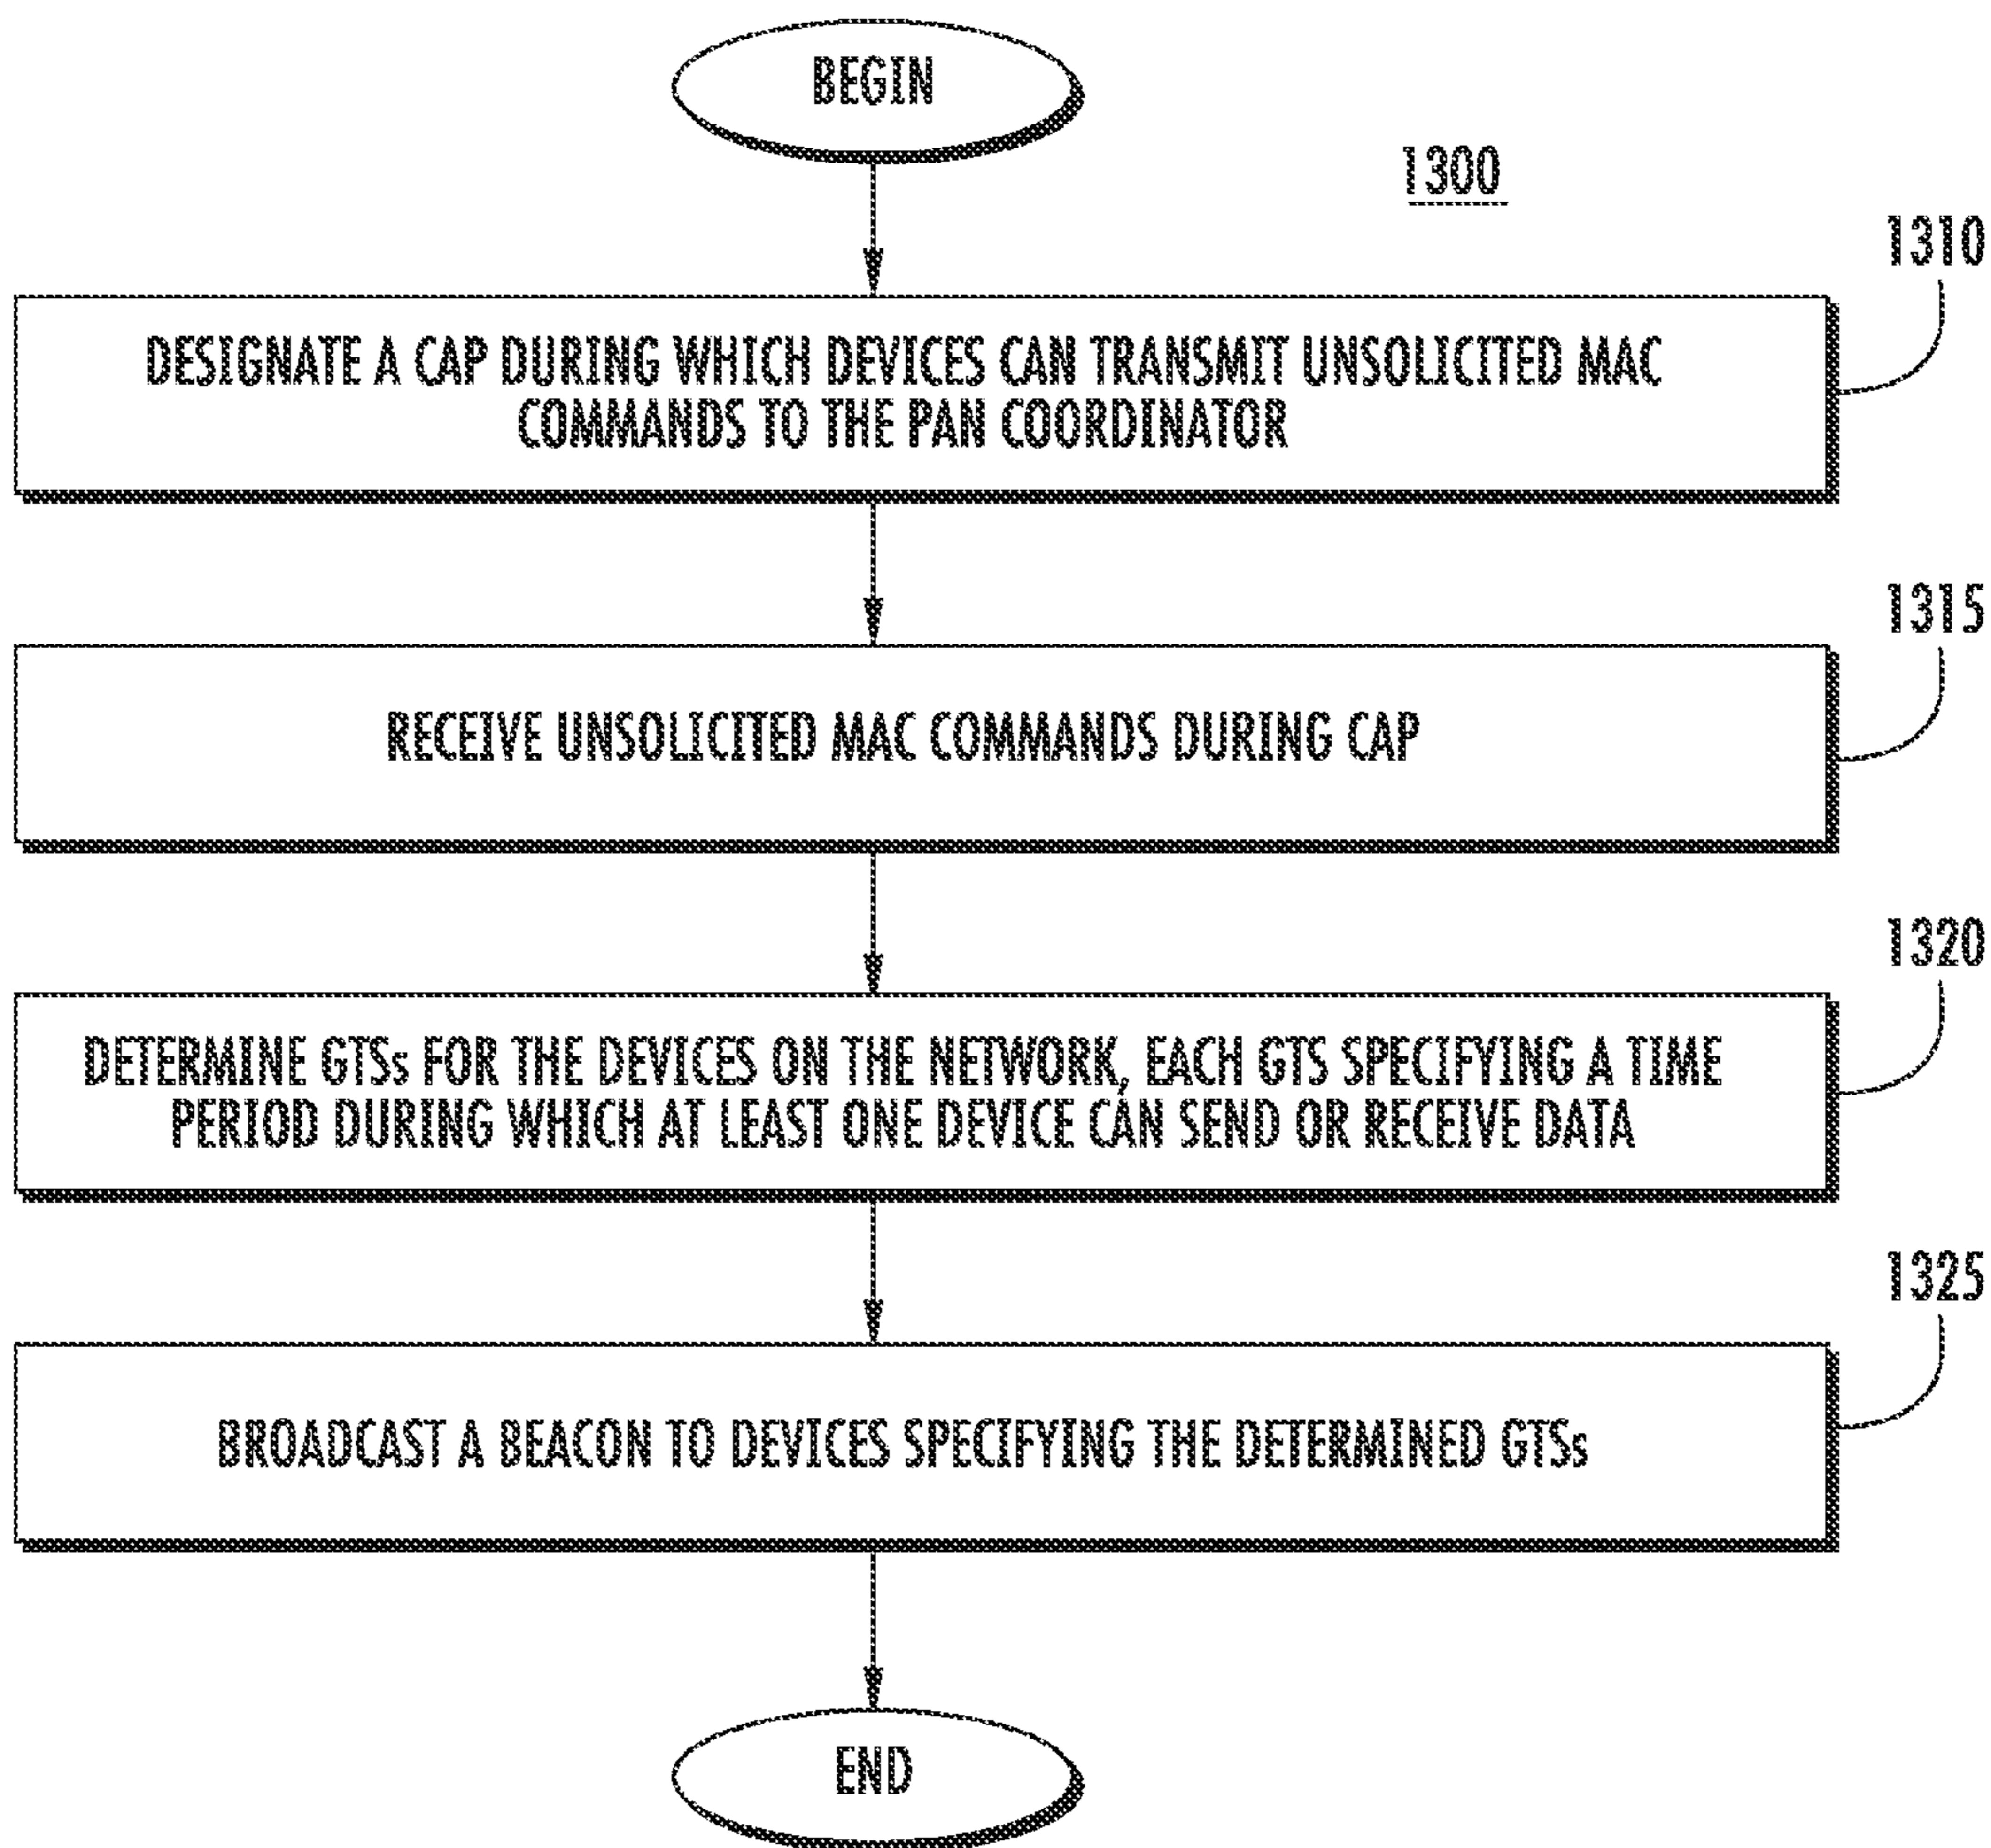 BEGIN
1300
1310
DESIGNATE A CAP DURING WHICH DEVICES CAN TRANSMIT UNSOLICITED MAC
COMMANDS TO THE PAN COORDINATOR
1315
RECEIVE UNSOLICITED MAC COMMANDS DURING CAP
1320
DETERMINE GTSs FOR THE DEVICES ON THE NETWORK, EACH GTS SPECIFYING A TIME
PERIOD DURING WHICH AT LEAST ONE DEVICE CAN SEND OR RECEIVE DATA
1325
BROADCAST A BEACON TO DEVICES SPECIFYING THE DETERMINED GTSs
END